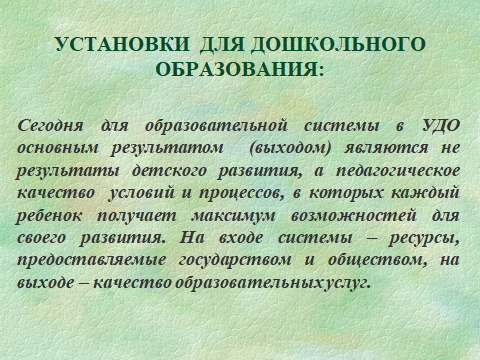 УСТАНОВКИ ДЛЯ ДОШКОЛЬНОГО
ОБРАЗОВАНИЯ:
Сегодня для образовательной системы в УДО
основным результатом (выходом) являются не
результаты детского развития, а педагогическое
качество условий и процессов, в которых каждый
ребенок получает максимум возможностей для
своего развития. На входе системы – ресурсы,
предоставляемые государством и обществом, на
выходе – качество образовательных услуг.